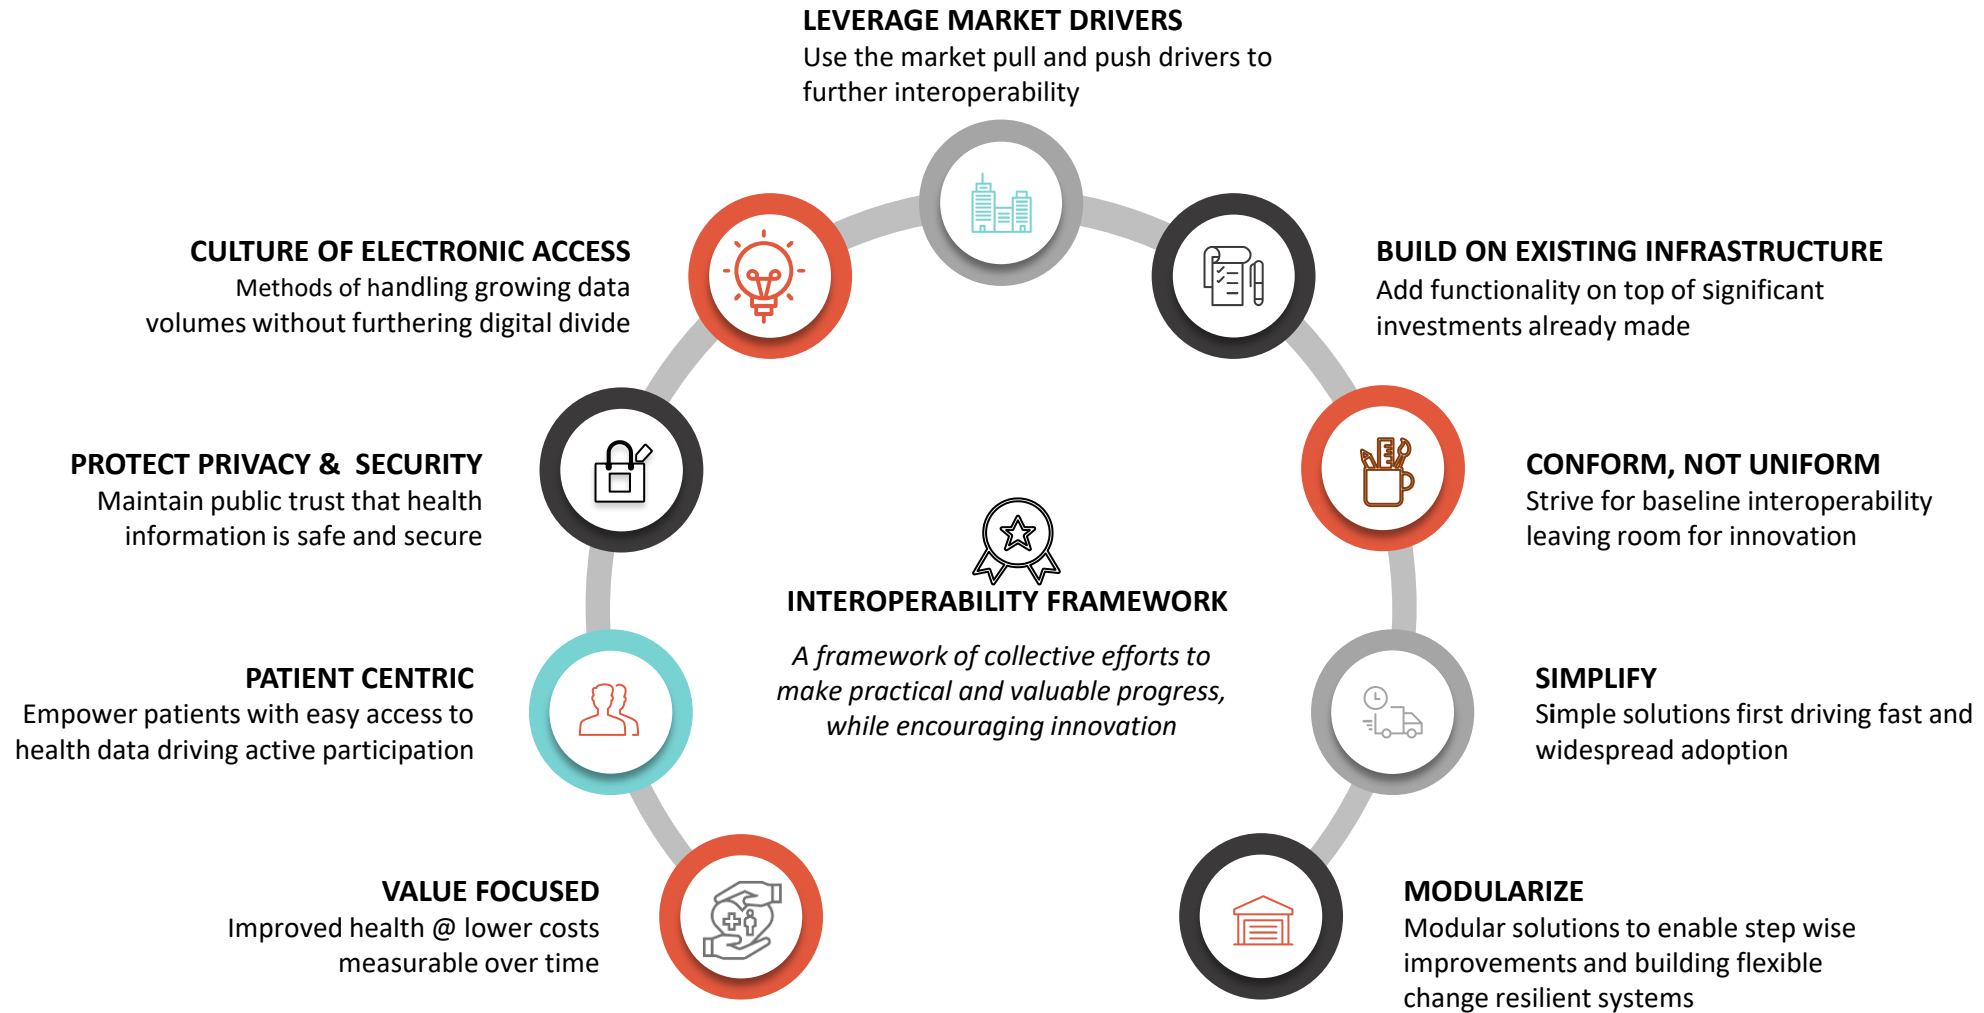 LEVERAGE MARKET DRIVERS
Use the market pull and push drivers to
further interoperability
CULTURE OF ELECTRONIC ACCESS
Methods of handling growing data
volumes without furthering digital divide
BUILD ON EXISTING INFRASTRUCTURE
Add functionality on top of significant
investments already made
PROTECT PRIVACY & SECURITY
Maintain public trust that health
information is safe and secure
CONFORM, NOT UNIFORM
Strive for baseline interoperability
leaving room for innovation
INTEROPERABILITY FRAMEWORK
A framework of collective efforts to
make practical and valuable progress,
while encouraging innovation
PATIENT CENTRIC
Empower patients with easy access to
health data driving active participation
SIMPLIFY
Simple solutions first driving fast and
widespread adoption
VALUE FOCUSED
Improved health @ lower costs
measurable over time
MODULARIZE
Modular solutions to enable step wise
improvements and building flexible
change resilient systems